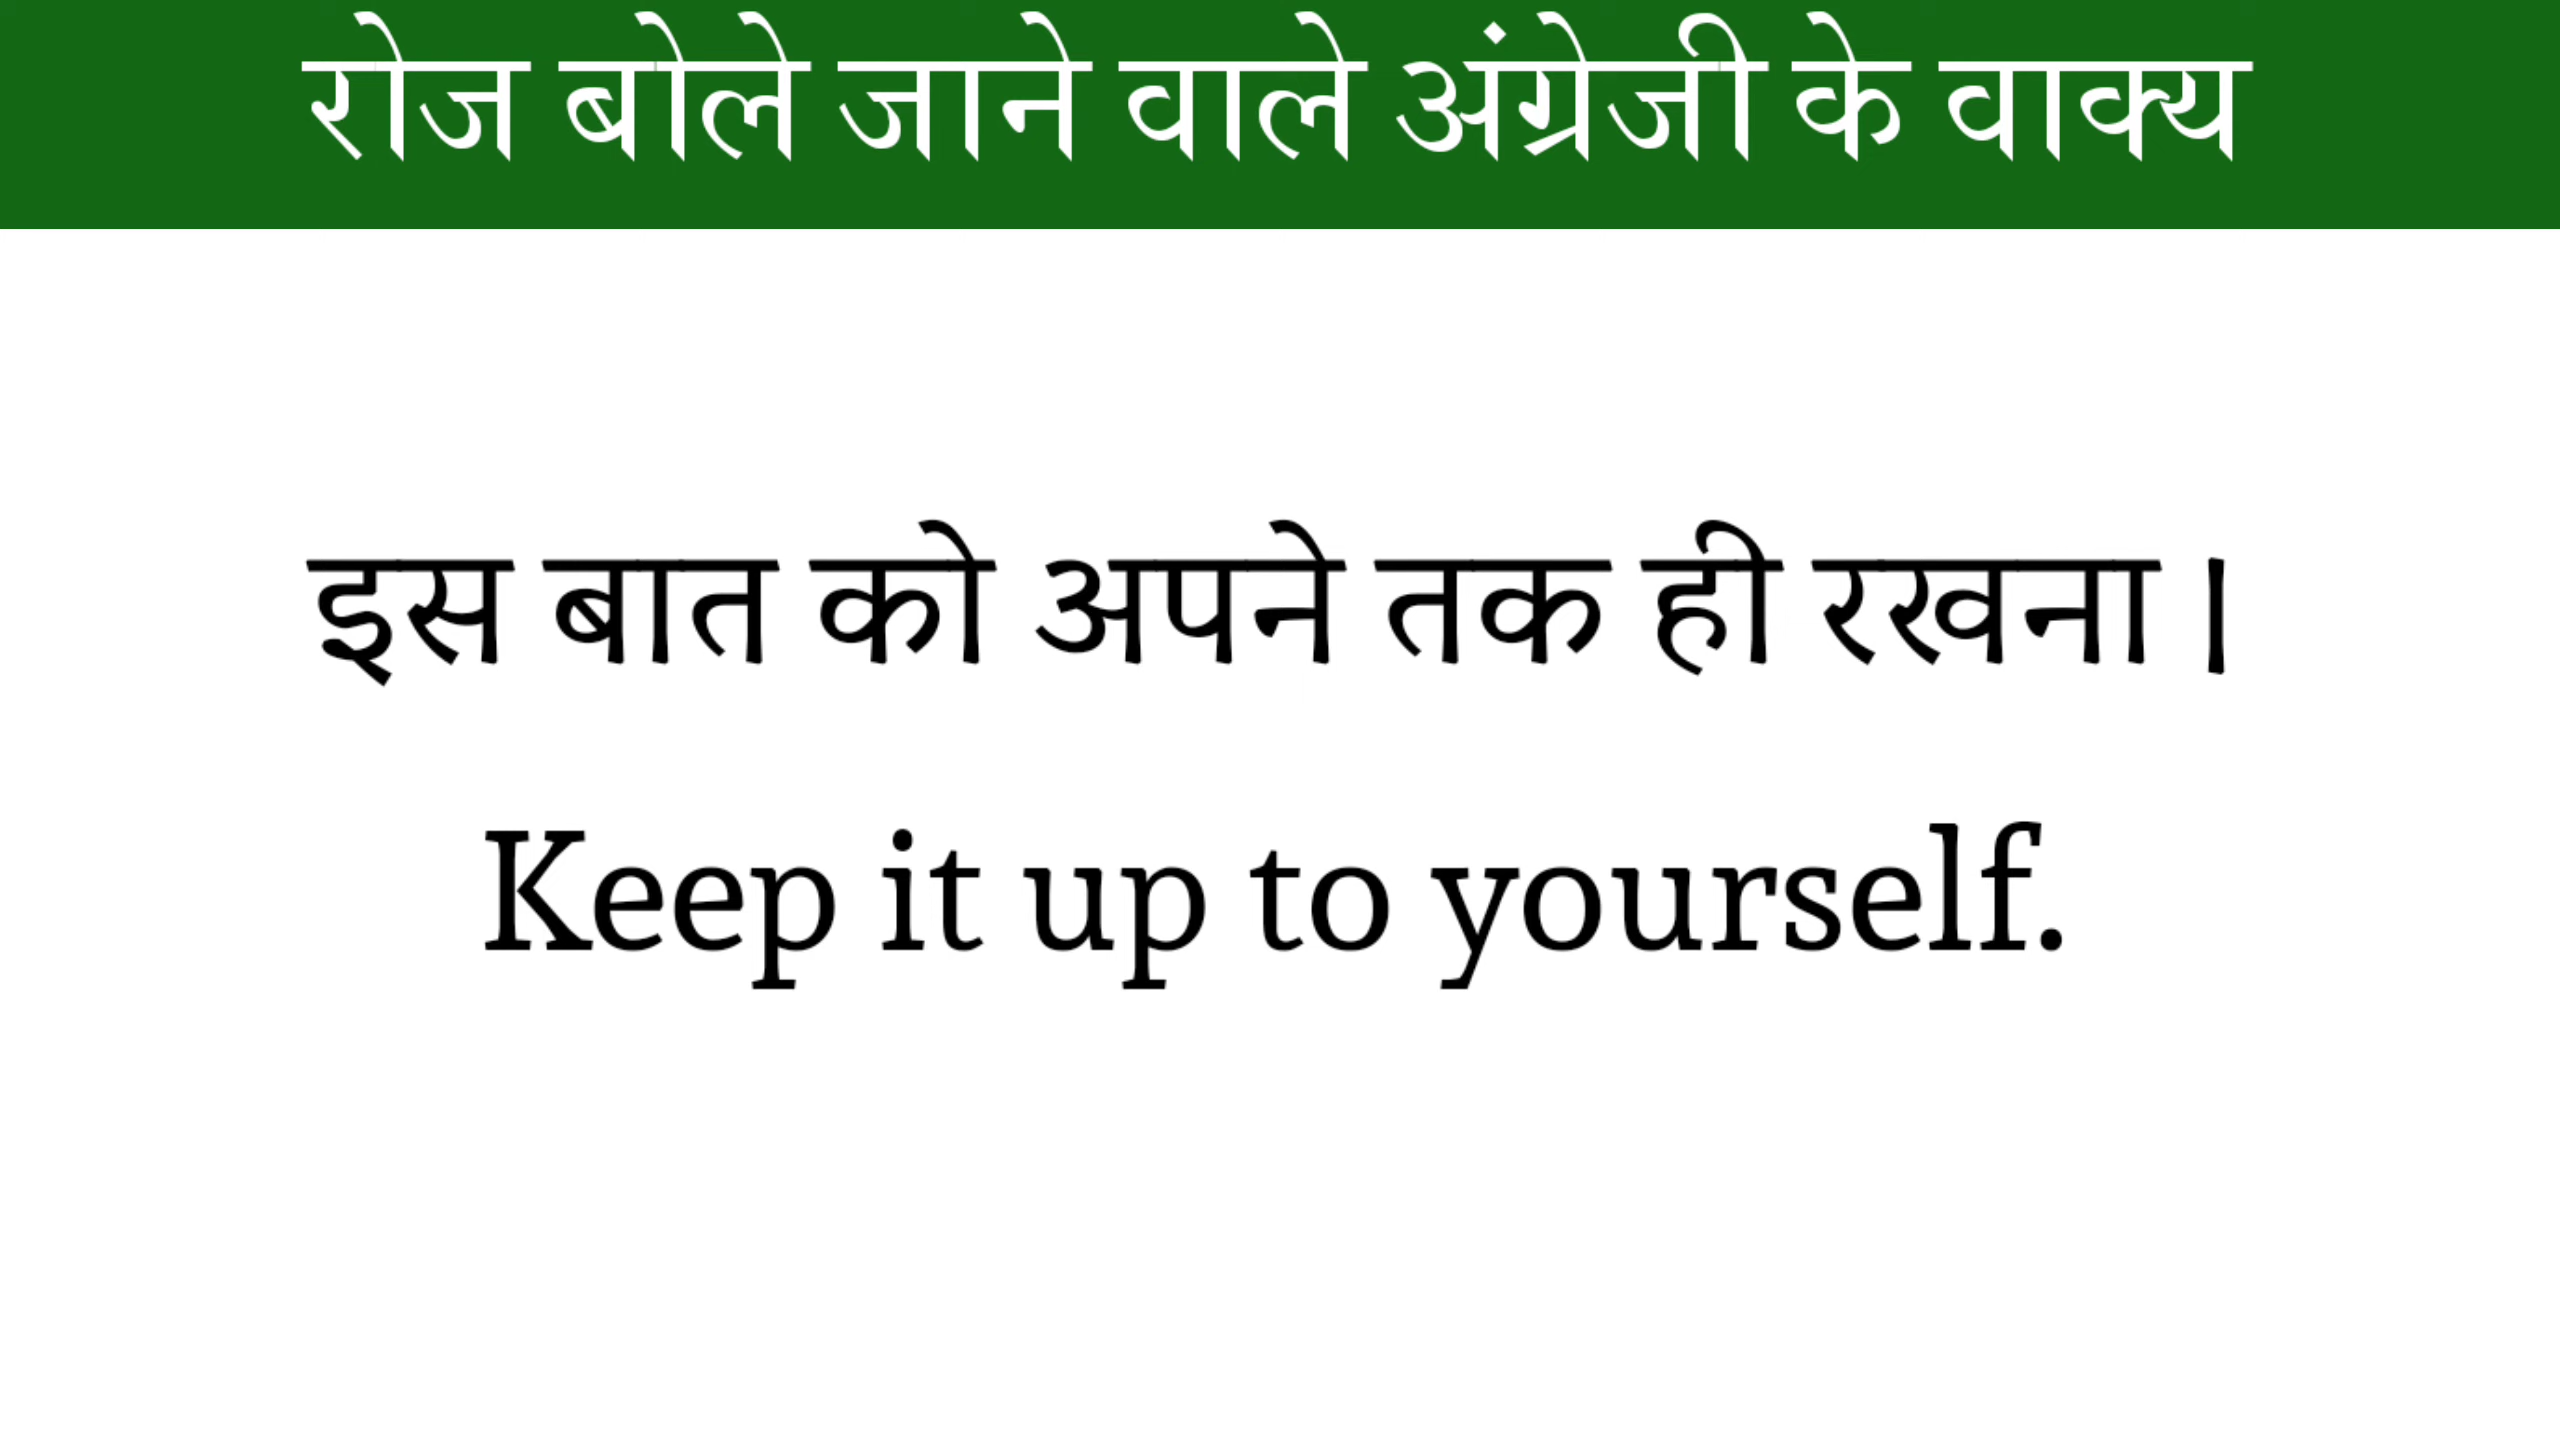 रोज बोले जाने वाले अंग्रेजी के वाक्य
इस बात को अपने तक ही रखना |
Keep it up to yourself.